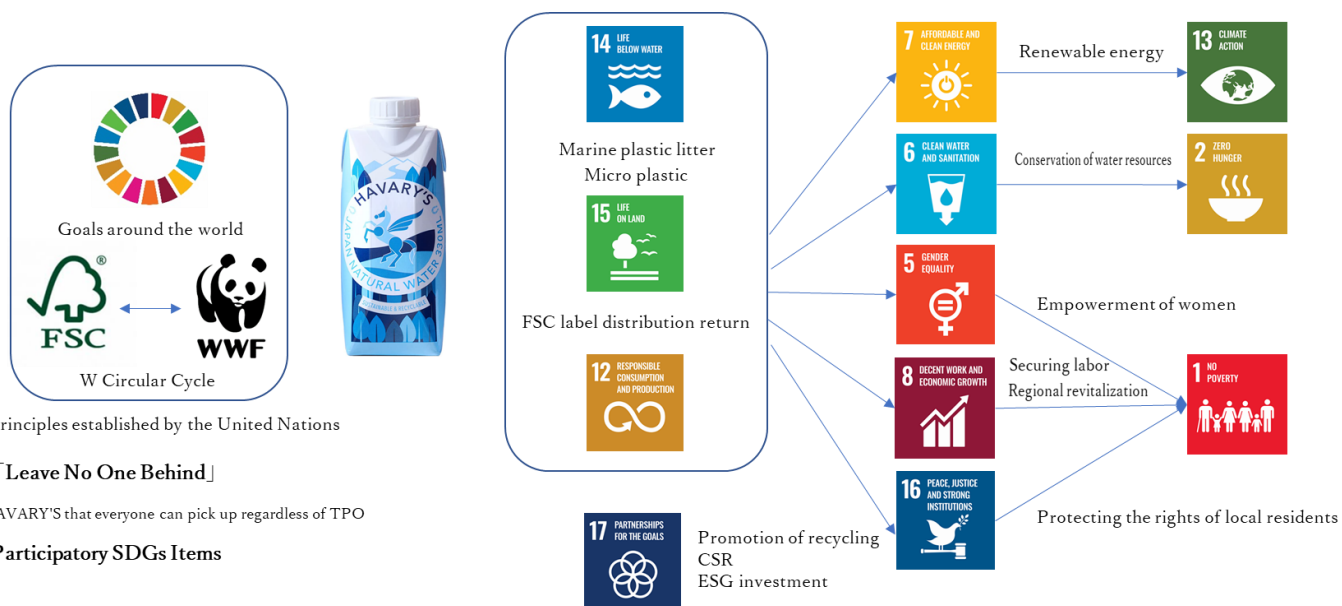 Goals around the world
® FSC
WWF
W Circular Cycle
rinciples established by the United Nations
「Leave No One Behind」
AVARY'S that everyone can pick up regardless of TPO
Participatory SDGs Items
HAVARY'S
JAPAN NATURAL WATER 330ML
SUSTAINABLE & RECYCLABLE
14 LIFE
BELOW WATER
Marine plastic litter
Micro plastic
15 LIFE
ON LAND
FSC label distribution return
12 RESPONSIBLE
CONSUMPTION
AND PRODUCTION
17 PARTNERSHIPS
FOR THE GOALS
Promotion of recycling
CSR
ESG investment
7 AFFORDABLE AND
CLEAN ENERGY
Renewable energy
13 CLIMATE
ACTION
6 CLEAN WATER
AND SANITATION
Conservation of water resources
2 ZERO
HUNGER
5 GENDER
EQUALITY
Empowerment of women
8 DECENT WORK AND
ECONOMIC GROWTH
Securing labor
Regional revitalization
1 NO
POVERTY
16 PEACE, JUSTICE
AND STRONG
INSTITUTIONS
Protecting the rights of local residents